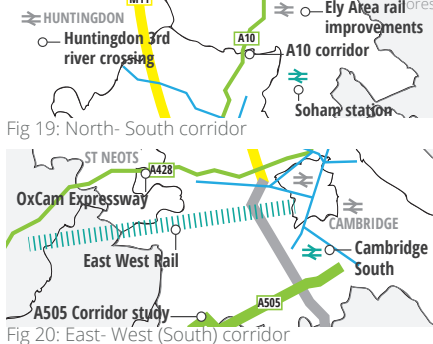 M11
Ely Area rail
improvements
HUNTINGDON
Huntingdon 3rd
river crossing
A10
A10 corridor
Soham station
Fig 19: North- South corridor
ST NEOTS
A428
OxCam Expressway
CAMBRIDGE
East West Rail
Cambridge
South
A505 Corridor study
A505
Fig 20: East- West (South) corridor